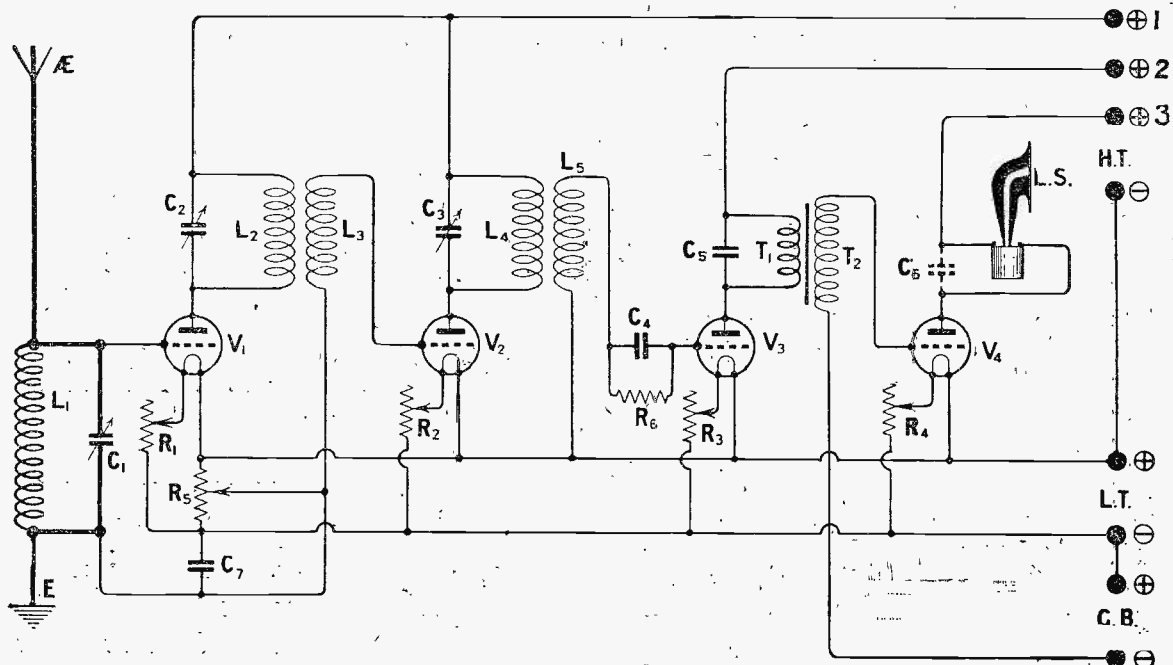 Æ
⊕ 1
⊕ 2
⊕ 3
H.T.
⊖
L.S.
C₂
L₂
L₃
C₃
L₄
L₅
C₅
T₁
T₂
C₆
V₁
V₂
C₄
V₃
V₄
L₁
C₁
R₁
R₂
R₆
R₃
R₄
R₅
⊕
L.T.
⊖
C₇
E
⊕
G.B.
⊖